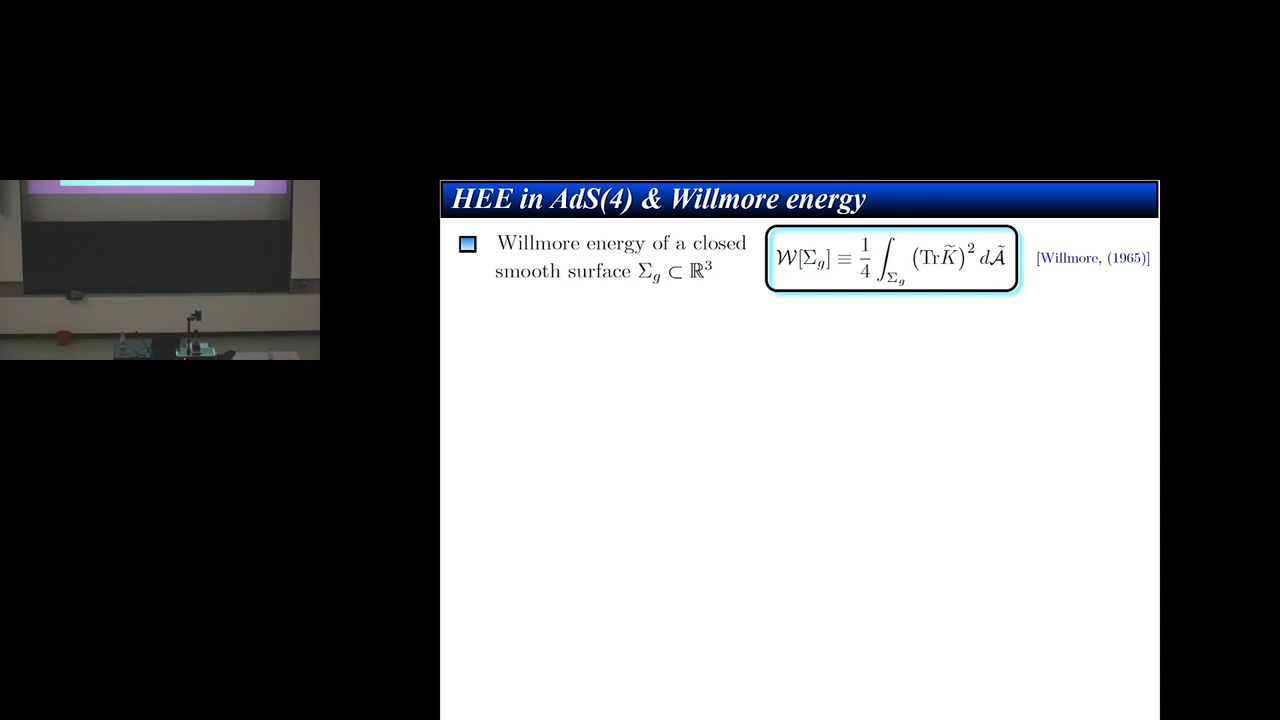 HEE in AdS(4) & Willmore energy
Willmore energy of a closed
smooth surface Σ_g ⊂ ℝ³
𝒲[Σ_g] ≡ 1/4 ∫_{Σ_g} (TrK̃)² d𝒜̃
[Willmore, (1965)]